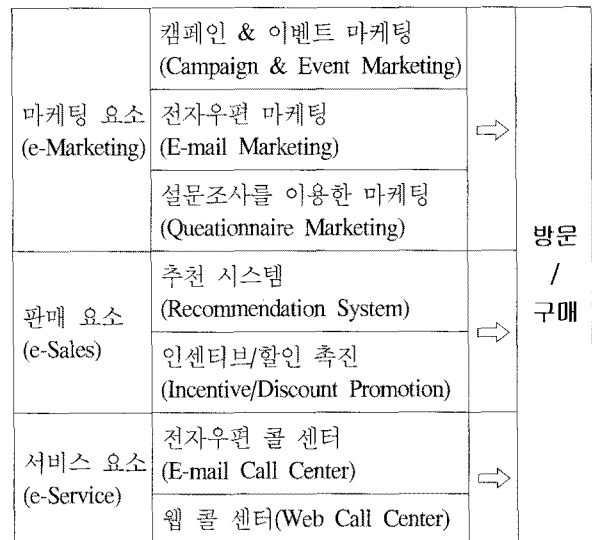 캠페인 & 이벤트 마케팅
(Campaign & Event Marketing)
마케팅 요소
(e-Marketing)
전자우편 마케팅
(E-mail Marketing)
설문조사를 이용한 마케팅
(Queationnaire Marketing)
판매 요소
(e-Sales)
추천 시스템
(Recommendation System)
인센티브/할인 촉진
(Incentive/Discount Promotion)
서비스 요소
(e-Service)
전자우편 콜 센터
(E-mail Call Center)
웹 콜 센터(Web Call Center)
방문
/
구매